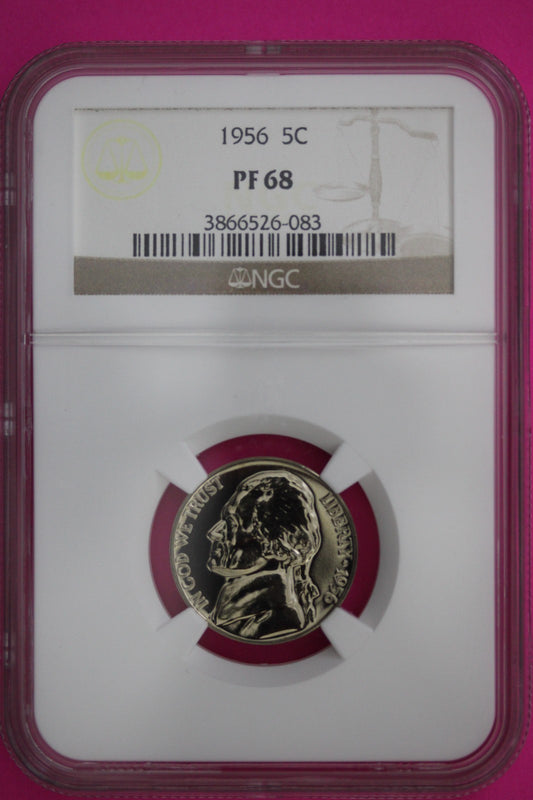 1956 5C
PF 68
3866526-083
NGC
IN GOD WE TRUST
LIBERTY · 1956